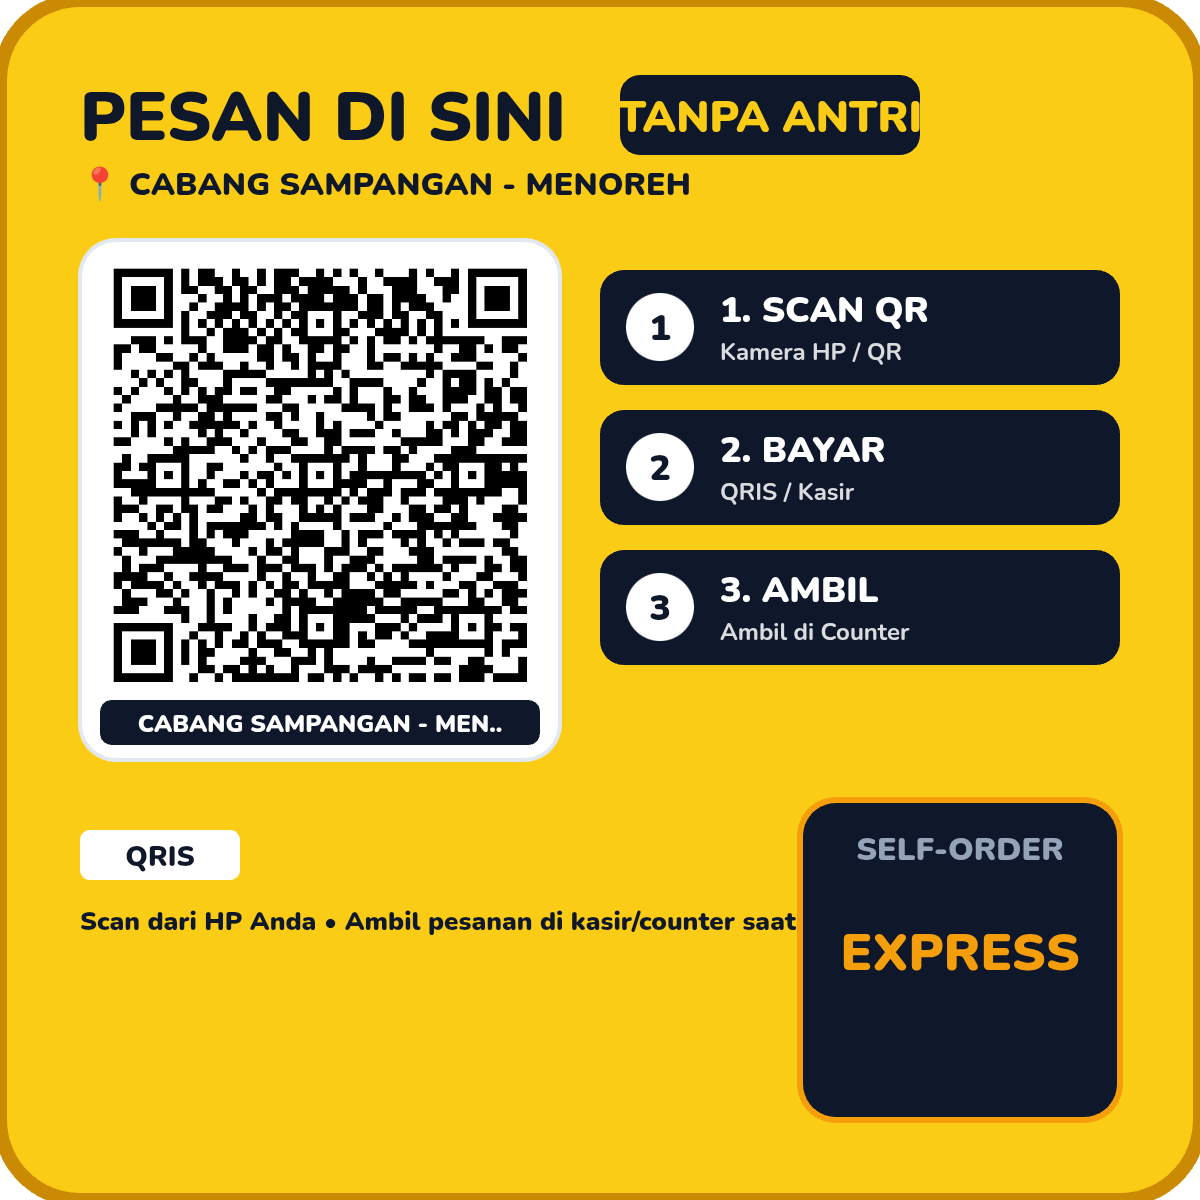 PESAN DI SINI
TANPA ANTRI
CABANG SAMPANGAN - MENOREH
1
1. SCAN QR
Kamera HP / QR
2
2. BAYAR
QRIS / Kasir
3
3. AMBIL
Ambil di Counter
CABANG SAMPANGAN - MEN..
QRIS
Scan dari HP Anda • Ambil pesanan di kasir/counter saat
SELF-ORDER
EXPRESS